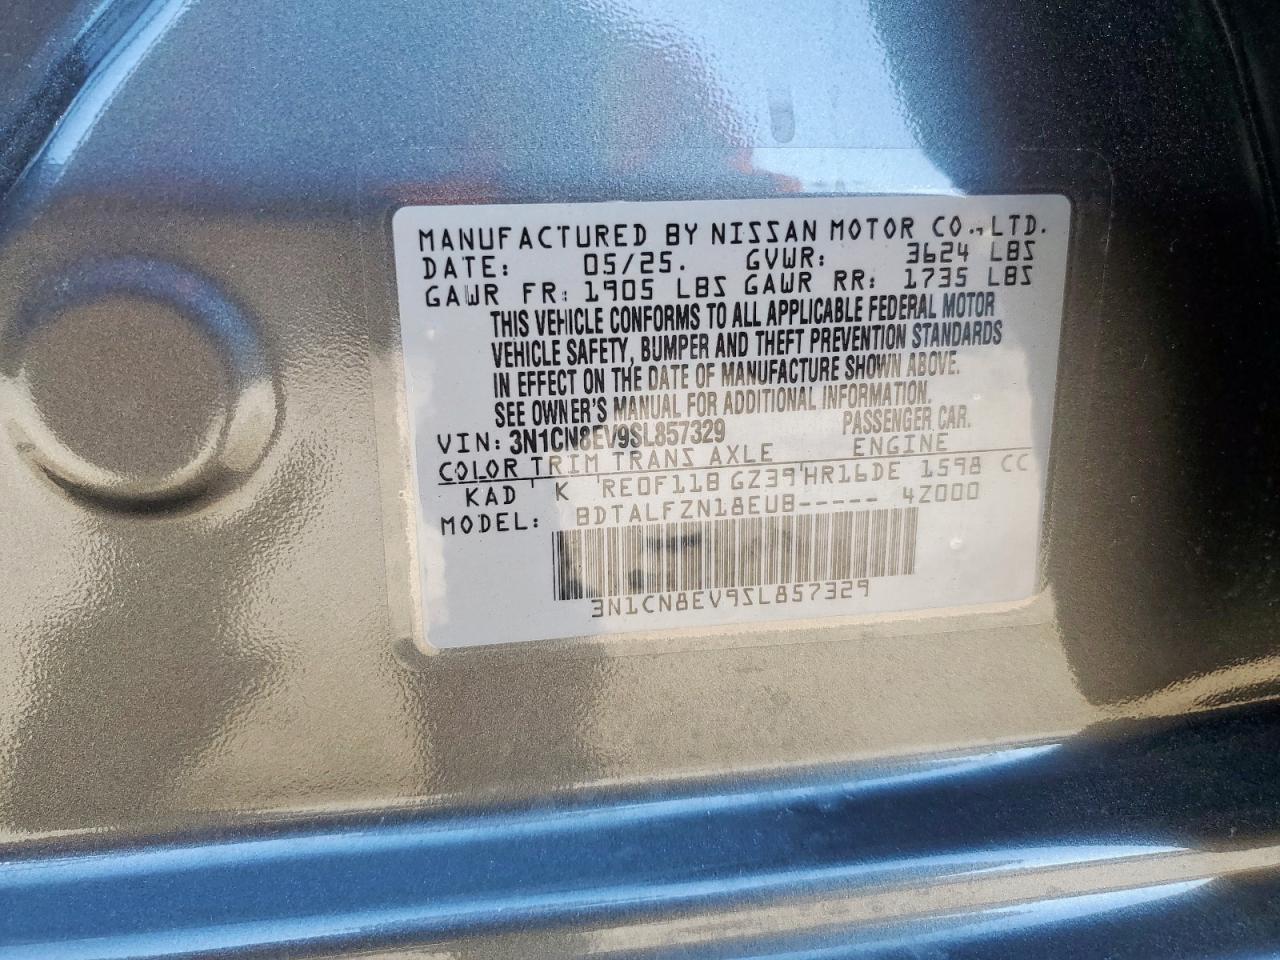 MANUFACTURED BY NISSAN MOTOR CO., LTD.
DATE: 05/25. GVWR: 3624 LBS
GAWR FR: 1905 LBS GAWR RR: 1735 LBS
THIS VEHICLE CONFORMS TO ALL APPLICABLE FEDERAL MOTOR
VEHICLE SAFETY, BUMPER AND THEFT PREVENTION STANDARDS
IN EFFECT ON THE DATE OF MANUFACTURE SHOWN ABOVE.
SEE OWNER'S MANUAL FOR ADDITIONAL INFORMATION.
VIN: 3N1CN8EV9SL857329 PASSENGER CAR.
COLOR TRIM TRANS AXLE ENGINE
KAD K RE0F11B GZ39 HR16DE 1598 CC
MODEL: BDTALFZN18EUB----- 4Z000
3N1CN8EV9SL857329